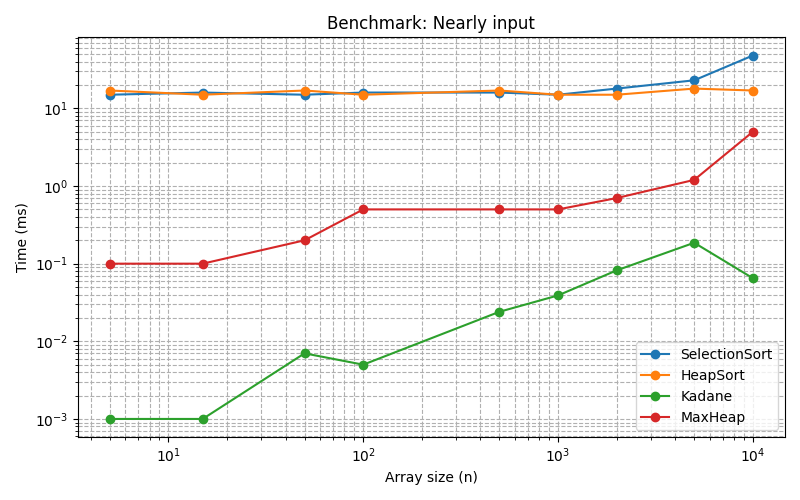 Benchmark: Nearly input
Time (ms)
10¹
10⁰
10⁻¹
10⁻²
10⁻³
SelectionSort
HeapSort
Kadane
MaxHeap
10¹ 10² 10³ 10⁴
Array size (n)